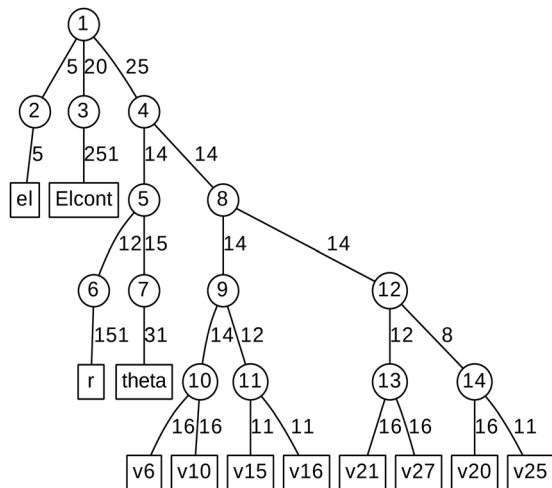 1
5 20 25
2 3 4
5 251 14 14
el Elcont 5 8
12 15 14 14
6 7 9 12
151 31 14 12 12 8
r theta 10 11 13 14
16 16 11 11 16 16 16 11
v6 v10 v15 v16 v21 v27 v20 v25